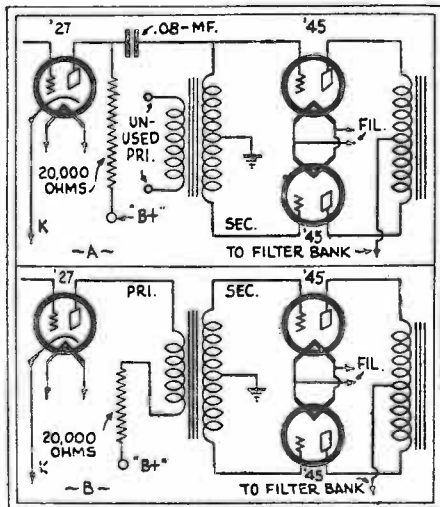 '27
.08-MF.
'45
UN-
USED
PRI.
FIL.
20,000
OHMS
"B+"
K
~A~
SEC.
'45
TO FILTER BANK
'27
PRI.
SEC.
'45
FIL.
20,000
OHMS
"B+"
K
~B~
'45
TO FILTER BANK